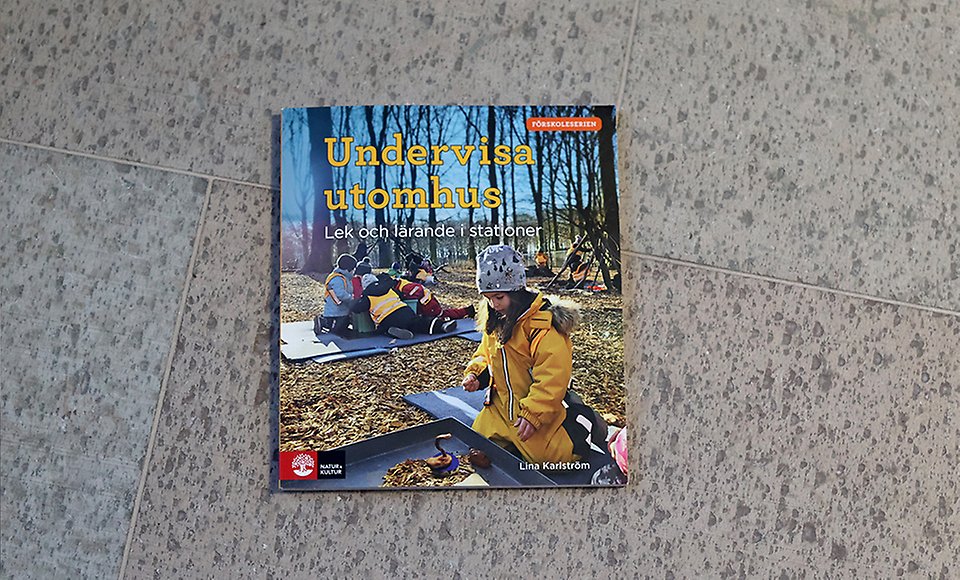 FÖRSKOLESERIEN
Undervisa
utomhus
Lek och lärande i stationer
NATUR &
KULTUR
Lina Karlström